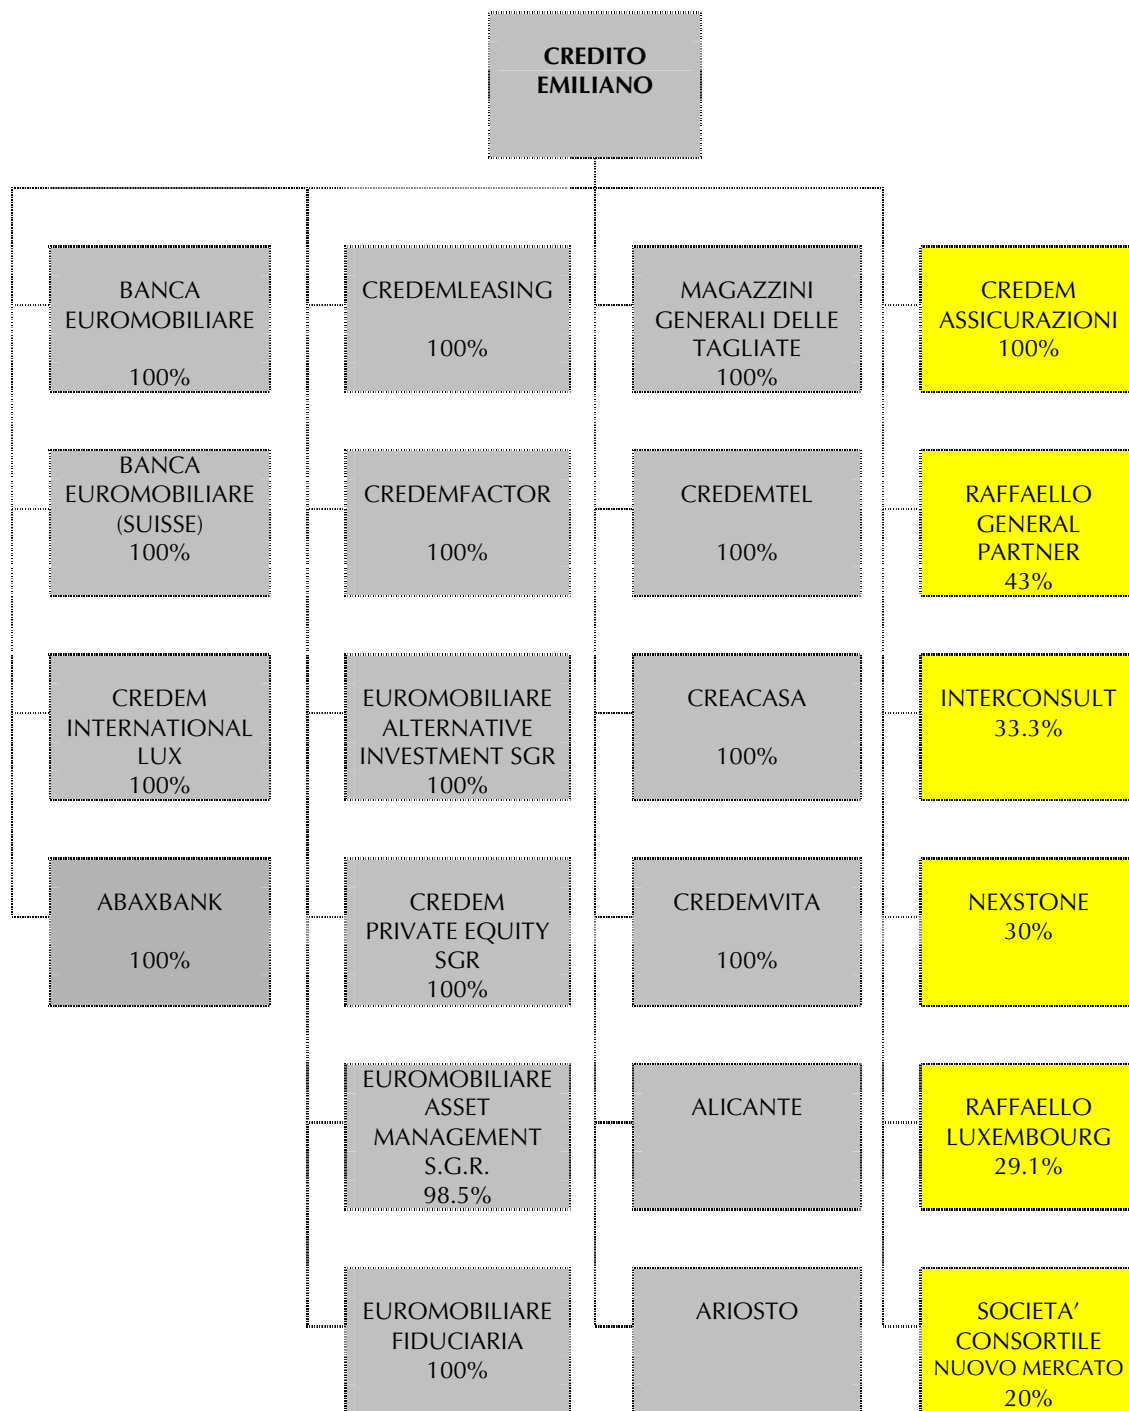 CREDITO
EMILIANO
BANCA
EUROMOBILIARE
100%
CREDEMLEASING
100%
MAGAZZINI
GENERALI DELLE
TAGLIATE
100%
CREDEM
ASSICURAZIONI
100%
BANCA
EUROMOBILIARE
(SUISSE)
100%
CREDEMFACTOR
100%
CREDEMTEL
100%
RAFFAELLO
GENERAL
PARTNER
43%
CREDEM
INTERNATIONAL
LUX
100%
EUROMOBILIARE
ALTERNATIVE
INVESTMENT SGR
100%
CREACASA
100%
INTERCONSULT
33.3%
ABAXBANK
100%
CREDEM
PRIVATE EQUITY
SGR
100%
CREDEMVITA
100%
NEXSTONE
30%
EUROMOBILIARE
ASSET
MANAGEMENT
S.G.R.
98.5%
ALICANTE
RAFFAELLO
LUXEMBOURG
29.1%
EUROMOBILIARE
FIDUCIARIA
100%
ARIOSTO
SOCIETA’
CONSORTILE
NUOVO MERCATO
20%